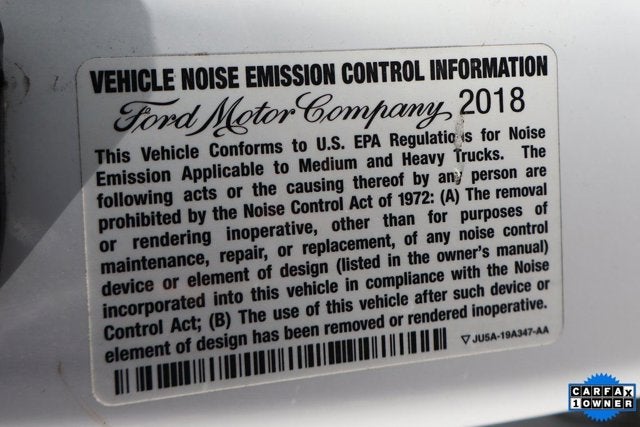 VEHICLE NOISE EMISSION CONTROL INFORMATION
Ford Motor Company 2018
This Vehicle Conforms to U.S. EPA Regulations for Noise
Emission Applicable to Medium and Heavy Trucks. The
following acts or the causing thereof by any person are
prohibited by the Noise Control Act of 1972: (A) The removal
or rendering inoperative, other than for purposes of
maintenance, repair, or replacement, of any noise control
device or element of design (listed in the owner's manual)
incorporated into this vehicle in compliance with the Noise
Control Act; (B) The use of this vehicle after such device or
element of design has been removed or rendered inoperative.
JU5A-19A347-AA
CARFAX
1 OWNER